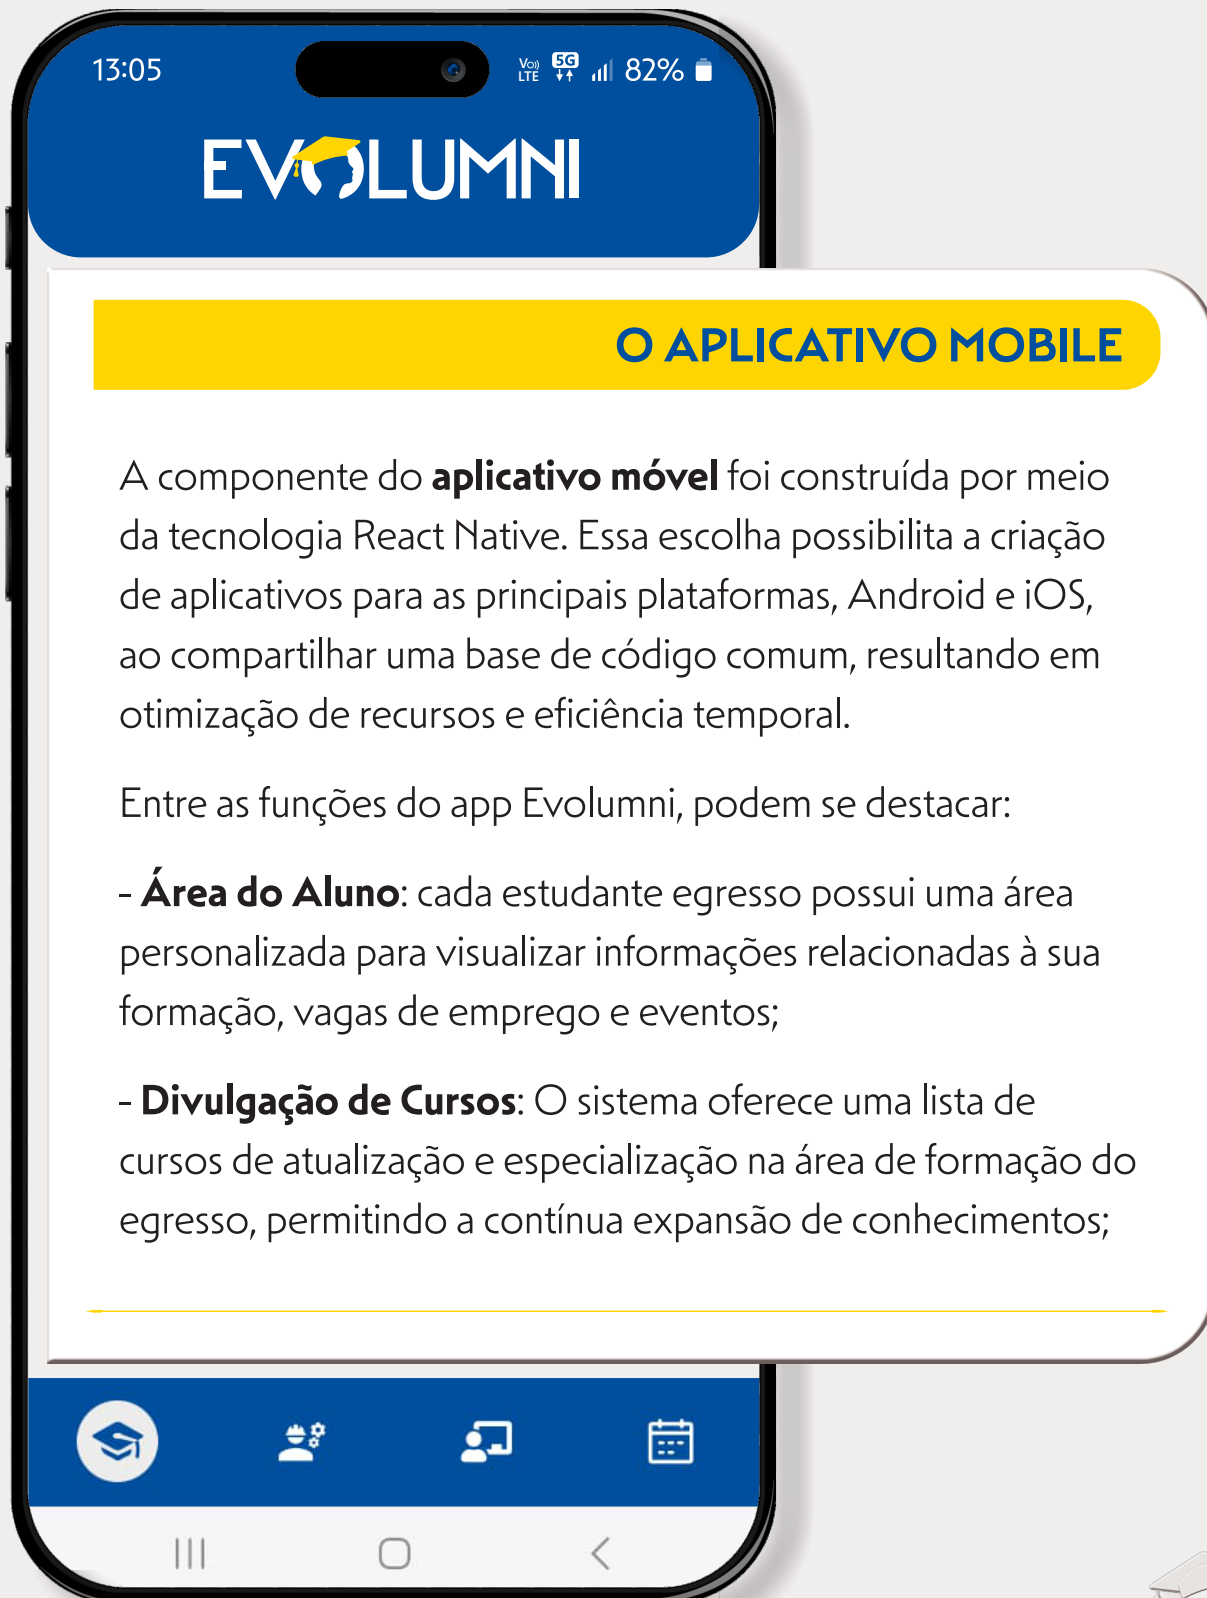 13:05
Vo)) LTE 5G 82%
EVOLUMNI
O APLICATIVO MOBILE
A componente do aplicativo móvel foi construída por meio
da tecnologia React Native. Essa escolha possibilita a criação
de aplicativos para as principais plataformas, Android e iOS,
ao compartilhar uma base de código comum, resultando em
otimização de recursos e eficiência temporal.
Entre as funções do app Evolumni, podem se destacar:
- Área do Aluno: cada estudante egresso possui uma área
personalizada para visualizar informações relacionadas à sua
formação, vagas de emprego e eventos;
- Divulgação de Cursos: O sistema oferece uma lista de
cursos de atualização e especialização na área de formação do
egresso, permitindo a contínua expansão de conhecimentos;